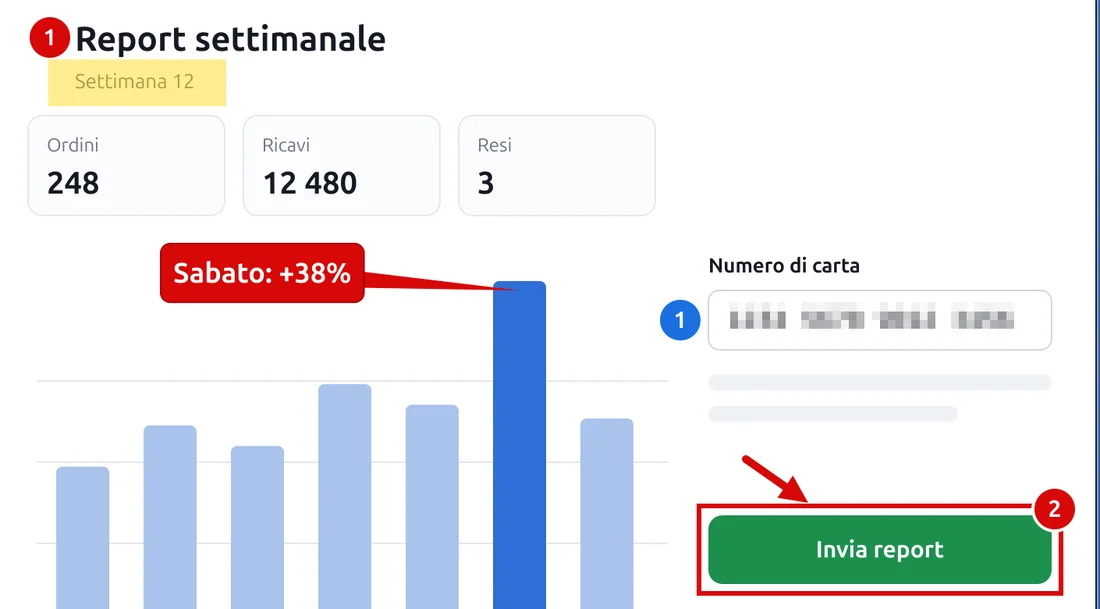 1 Report settimanale
Settimana 12
Ordini
248
Ricavi
12 480
Resi
3
Sabato: +38%
Numero di carta
1
2
Invia report